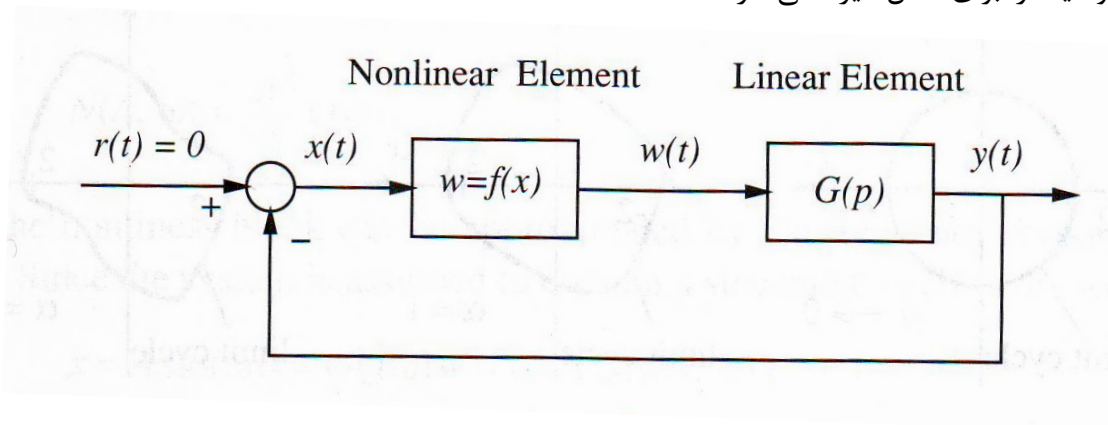 Nonlinear Element Linear Element
r(t) = 0 x(t) w(t) y(t)
w=f(x) G(p)
+
−